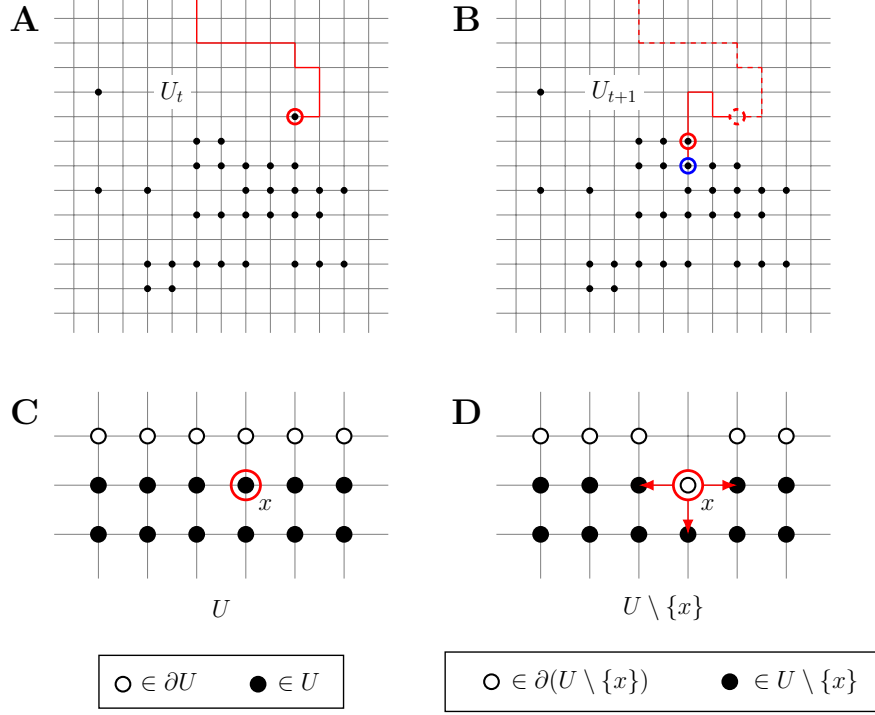 A
B
U_t
U_{t+1}
C
D
x
x
U
U \ {x}
∈ ∂U
∈ U
∈ ∂(U \ {x})
∈ U \ {x}